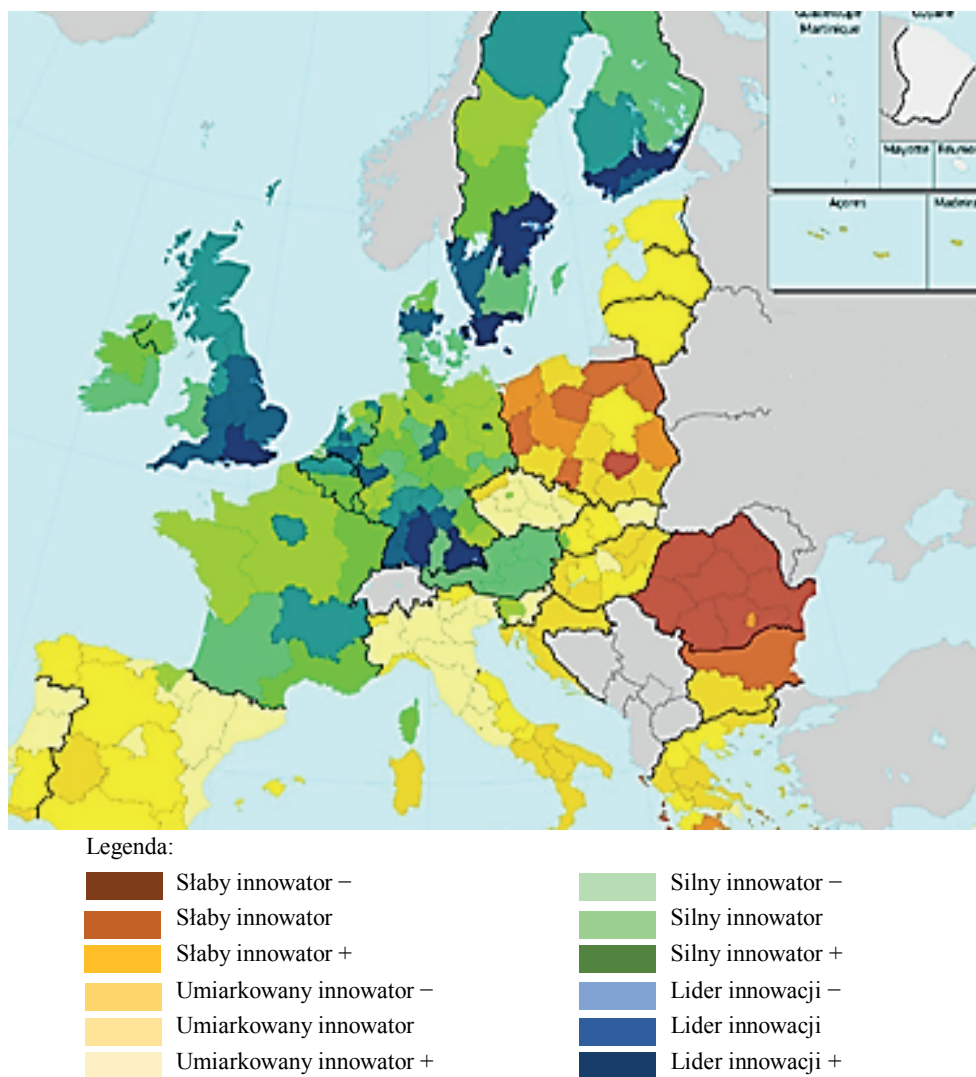 Martinique
Mayotte
Açores
Legenda:
Słaby innowator −
Słaby innowator
Słaby innowator +
Umiarkowany innowator −
Umiarkowany innowator
Umiarkowany innowator +
Silny innowator −
Silny innowator
Silny innowator +
Lider innowacji −
Lider innowacji
Lider innowacji +